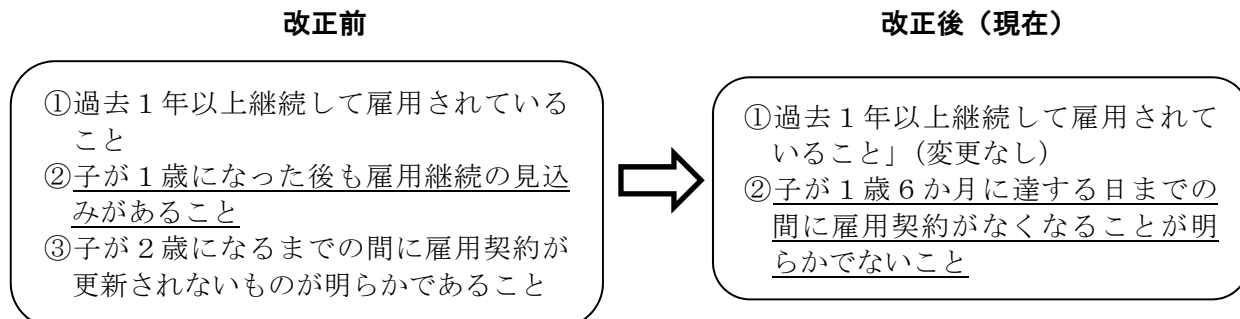 改正前
①過去１年以上継続して雇用されている
こと
②子が１歳になった後も雇用継続の見込
みがあること
③子が２歳になるまでの間に雇用契約が
更新されないものが明らかであること
改正後（現在）
①過去１年以上継続して雇用されて
いること」（変更なし）
②子が１歳６か月に達する日までの
間に雇用契約がなくなることが明
らかでないこと